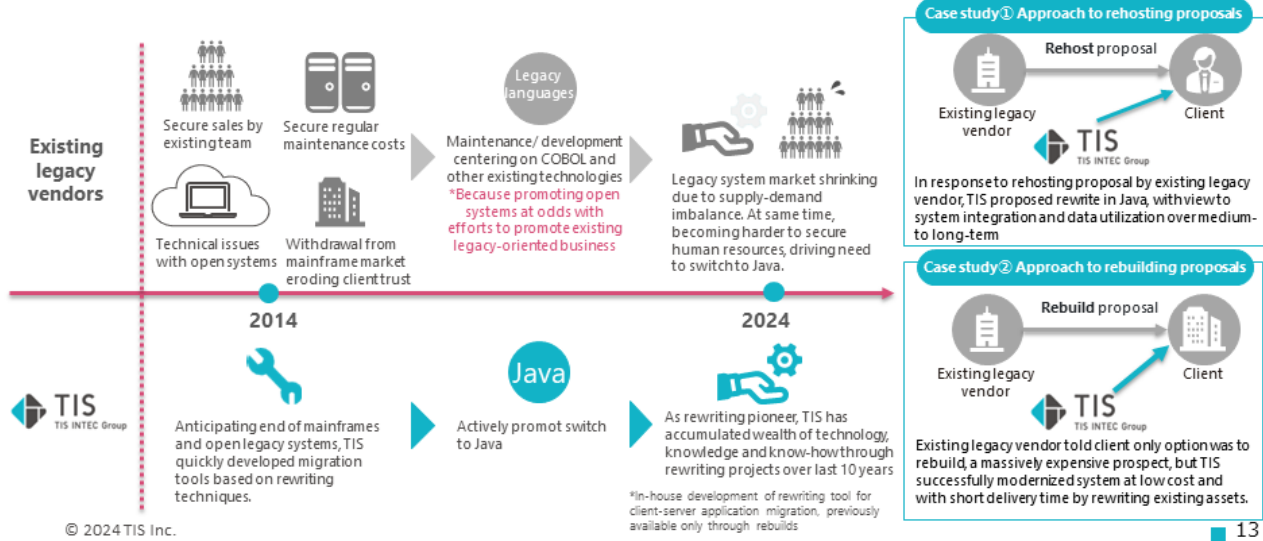 Existing
legacy
vendors
Secure sales by
existing team
Secure regular
maintenance costs
Technical issues
with open systems
Withdrawal from
mainframe market
eroding client trust
Legacy
languages
Maintenance/ development
centering on COBOL and
other existing technologies
*Because promoting open
systems at odds with
efforts to promote existing
legacy-oriented business
Legacy system market shrinking
due to supply-demand
imbalance. At same time,
becoming harder to secure
human resources, driving need
to switch to Java.
2014
2024
TIS
TIS INTEC Group
Anticipating end of mainframes
and open legacy systems, TIS
quickly developed migration
tools based on rewriting
techniques.
Java
Actively promot switch
to Java
As rewriting pioneer, TIS has
accumulated wealth of technology,
knowledge and know-how through
rewriting projects over last 10 years
*In-house development of rewriting tool for
client-server application migration, previously
available only through rebuilds
Case study① Approach to rehosting proposals
Rehost proposal
Existing legacy
vendor
Client
TIS
TIS INTEC Group
In response to rehosting proposal by existing legacy
vendor, TIS proposed rewrite in Java, with view to
system integration and data utilization over medium-
to long-term
Case study② Approach to rebuilding proposals
Rebuild proposal
Existing legacy
vendor
Client
TIS
TIS INTEC Group
Existing legacy vendor told client only option was to
rebuild, a massively expensive prospect, but TIS
successfully modernized system at low cost and
with short delivery time by rewriting existing assets.
© 2024 TIS Inc.
13